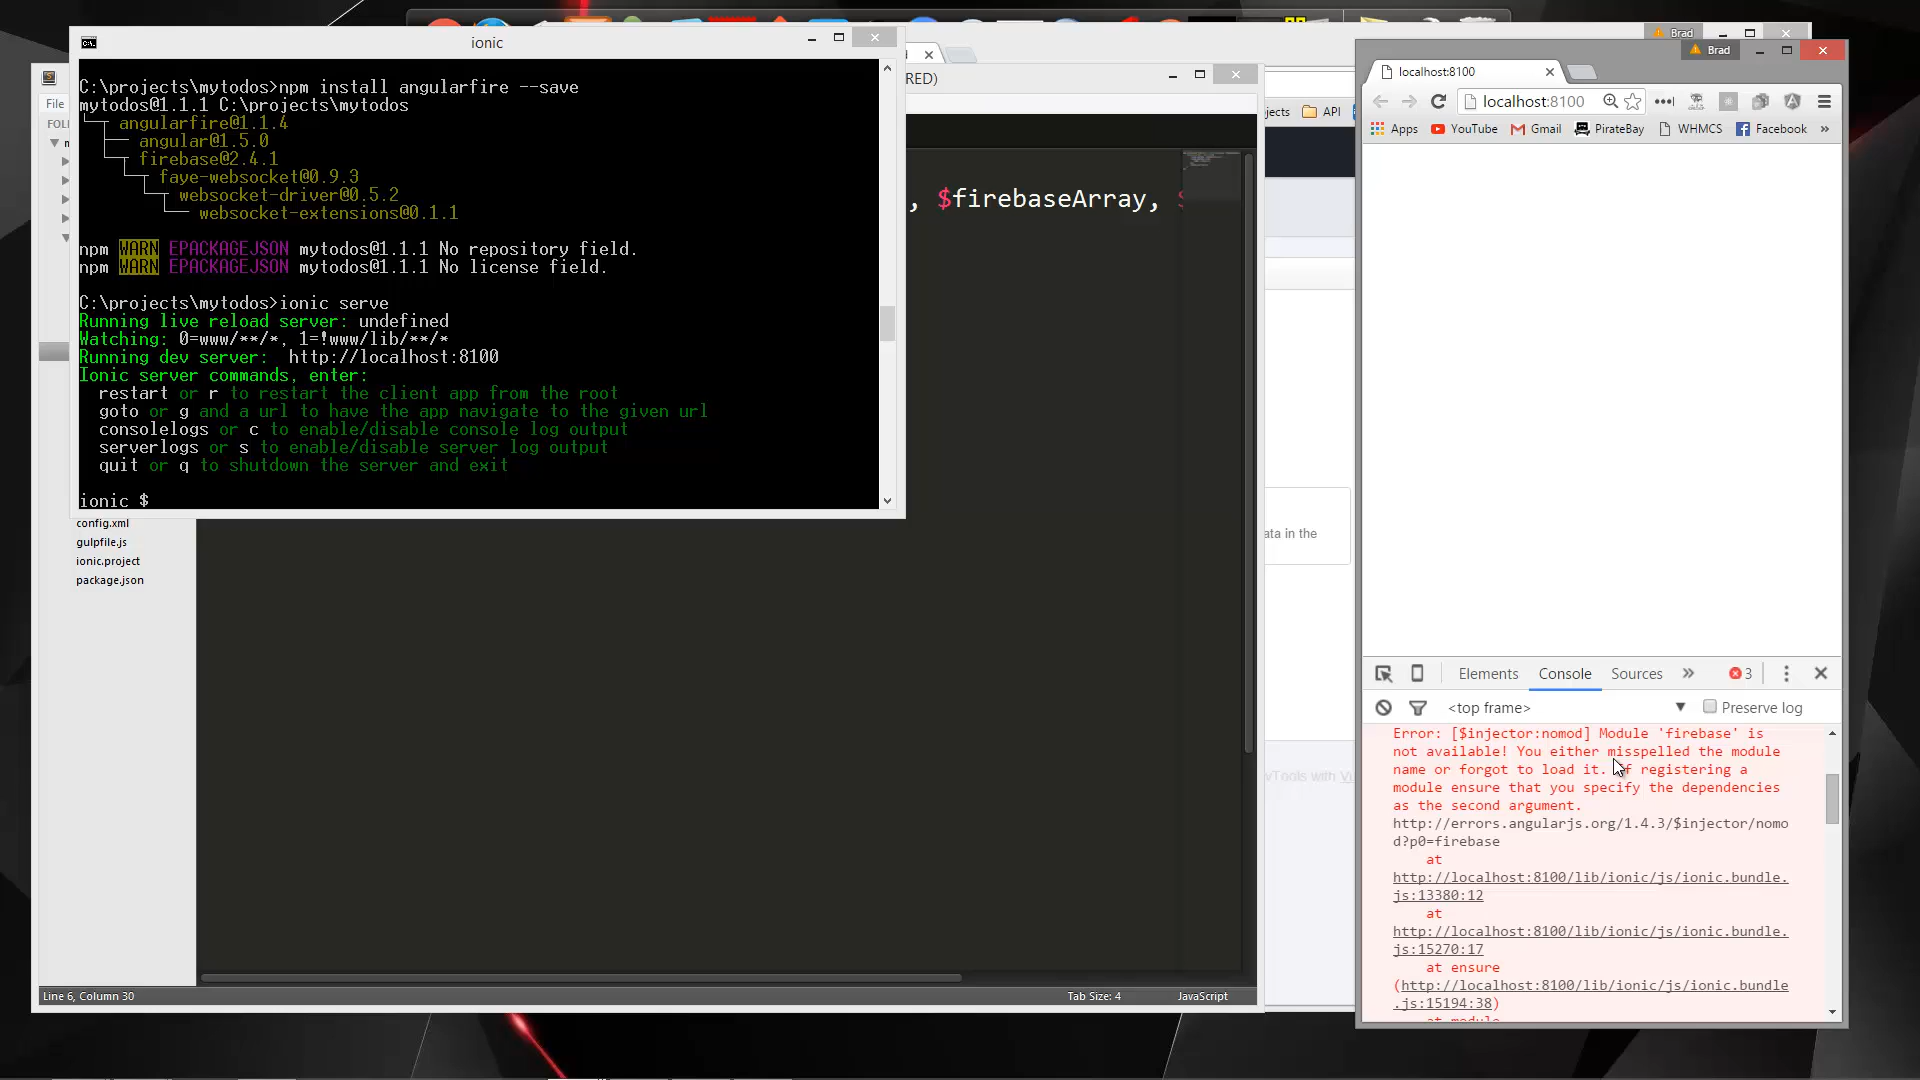 ionic
C:\projects\mytodos>npm install angularfire --save
mytodos@1.1.1 C:\projects\mytodos
angularfire@1.1.4
angular@1.5.0
firebase@2.4.1
faye-websocket@0.9.3
websocket-driver@0.5.2
websocket-extensions@0.1.1
npm WARN EPACKAGEJSON mytodos@1.1.1 No repository field.
npm WARN EPACKAGEJSON mytodos@1.1.1 No license field.
C:\projects\mytodos>ionic serve
Running live reload server: undefined
Watching: 0=www/**/*, 1=!www/lib/**/*
Running dev server:  http://localhost:8100
Ionic server commands, enter:
restart or r to restart the client app from the root
goto or g and a url to have the app navigate to the given url
consolelogs or c to enable/disable console log output
serverlogs or s to enable/disable server log output
quit or q to shutdown the server and exit
ionic $
File
FOL
config.xml
gulpfile.js
ionic.project
package.json
RED)
, $firebaseArray, $
Line 6, Column 30
Tab Size: 4
JavaScript
jects
API
ata in the
vTools with Vu
Brad
Brad
localhost:8100
localhost:8100
Apps
YouTube
Gmail
PirateBay
WHMCS
Facebook
»
Elements
Console
Sources
»
3
<top frame>
Preserve log
Error: [$injector:nomod] Module 'firebase' is
not available! You either misspelled the module
name or forgot to load it. If registering a
module ensure that you specify the dependencies
as the second argument.
http://errors.angularjs.org/1.4.3/$injector/nomo
d?p0=firebase
at
http://localhost:8100/lib/ionic/js/ionic.bundle.
js:13380:12
at
http://localhost:8100/lib/ionic/js/ionic.bundle.
js:15270:17
at ensure
(http://localhost:8100/lib/ionic/js/ionic.bundle
.js:15194:38)
at module